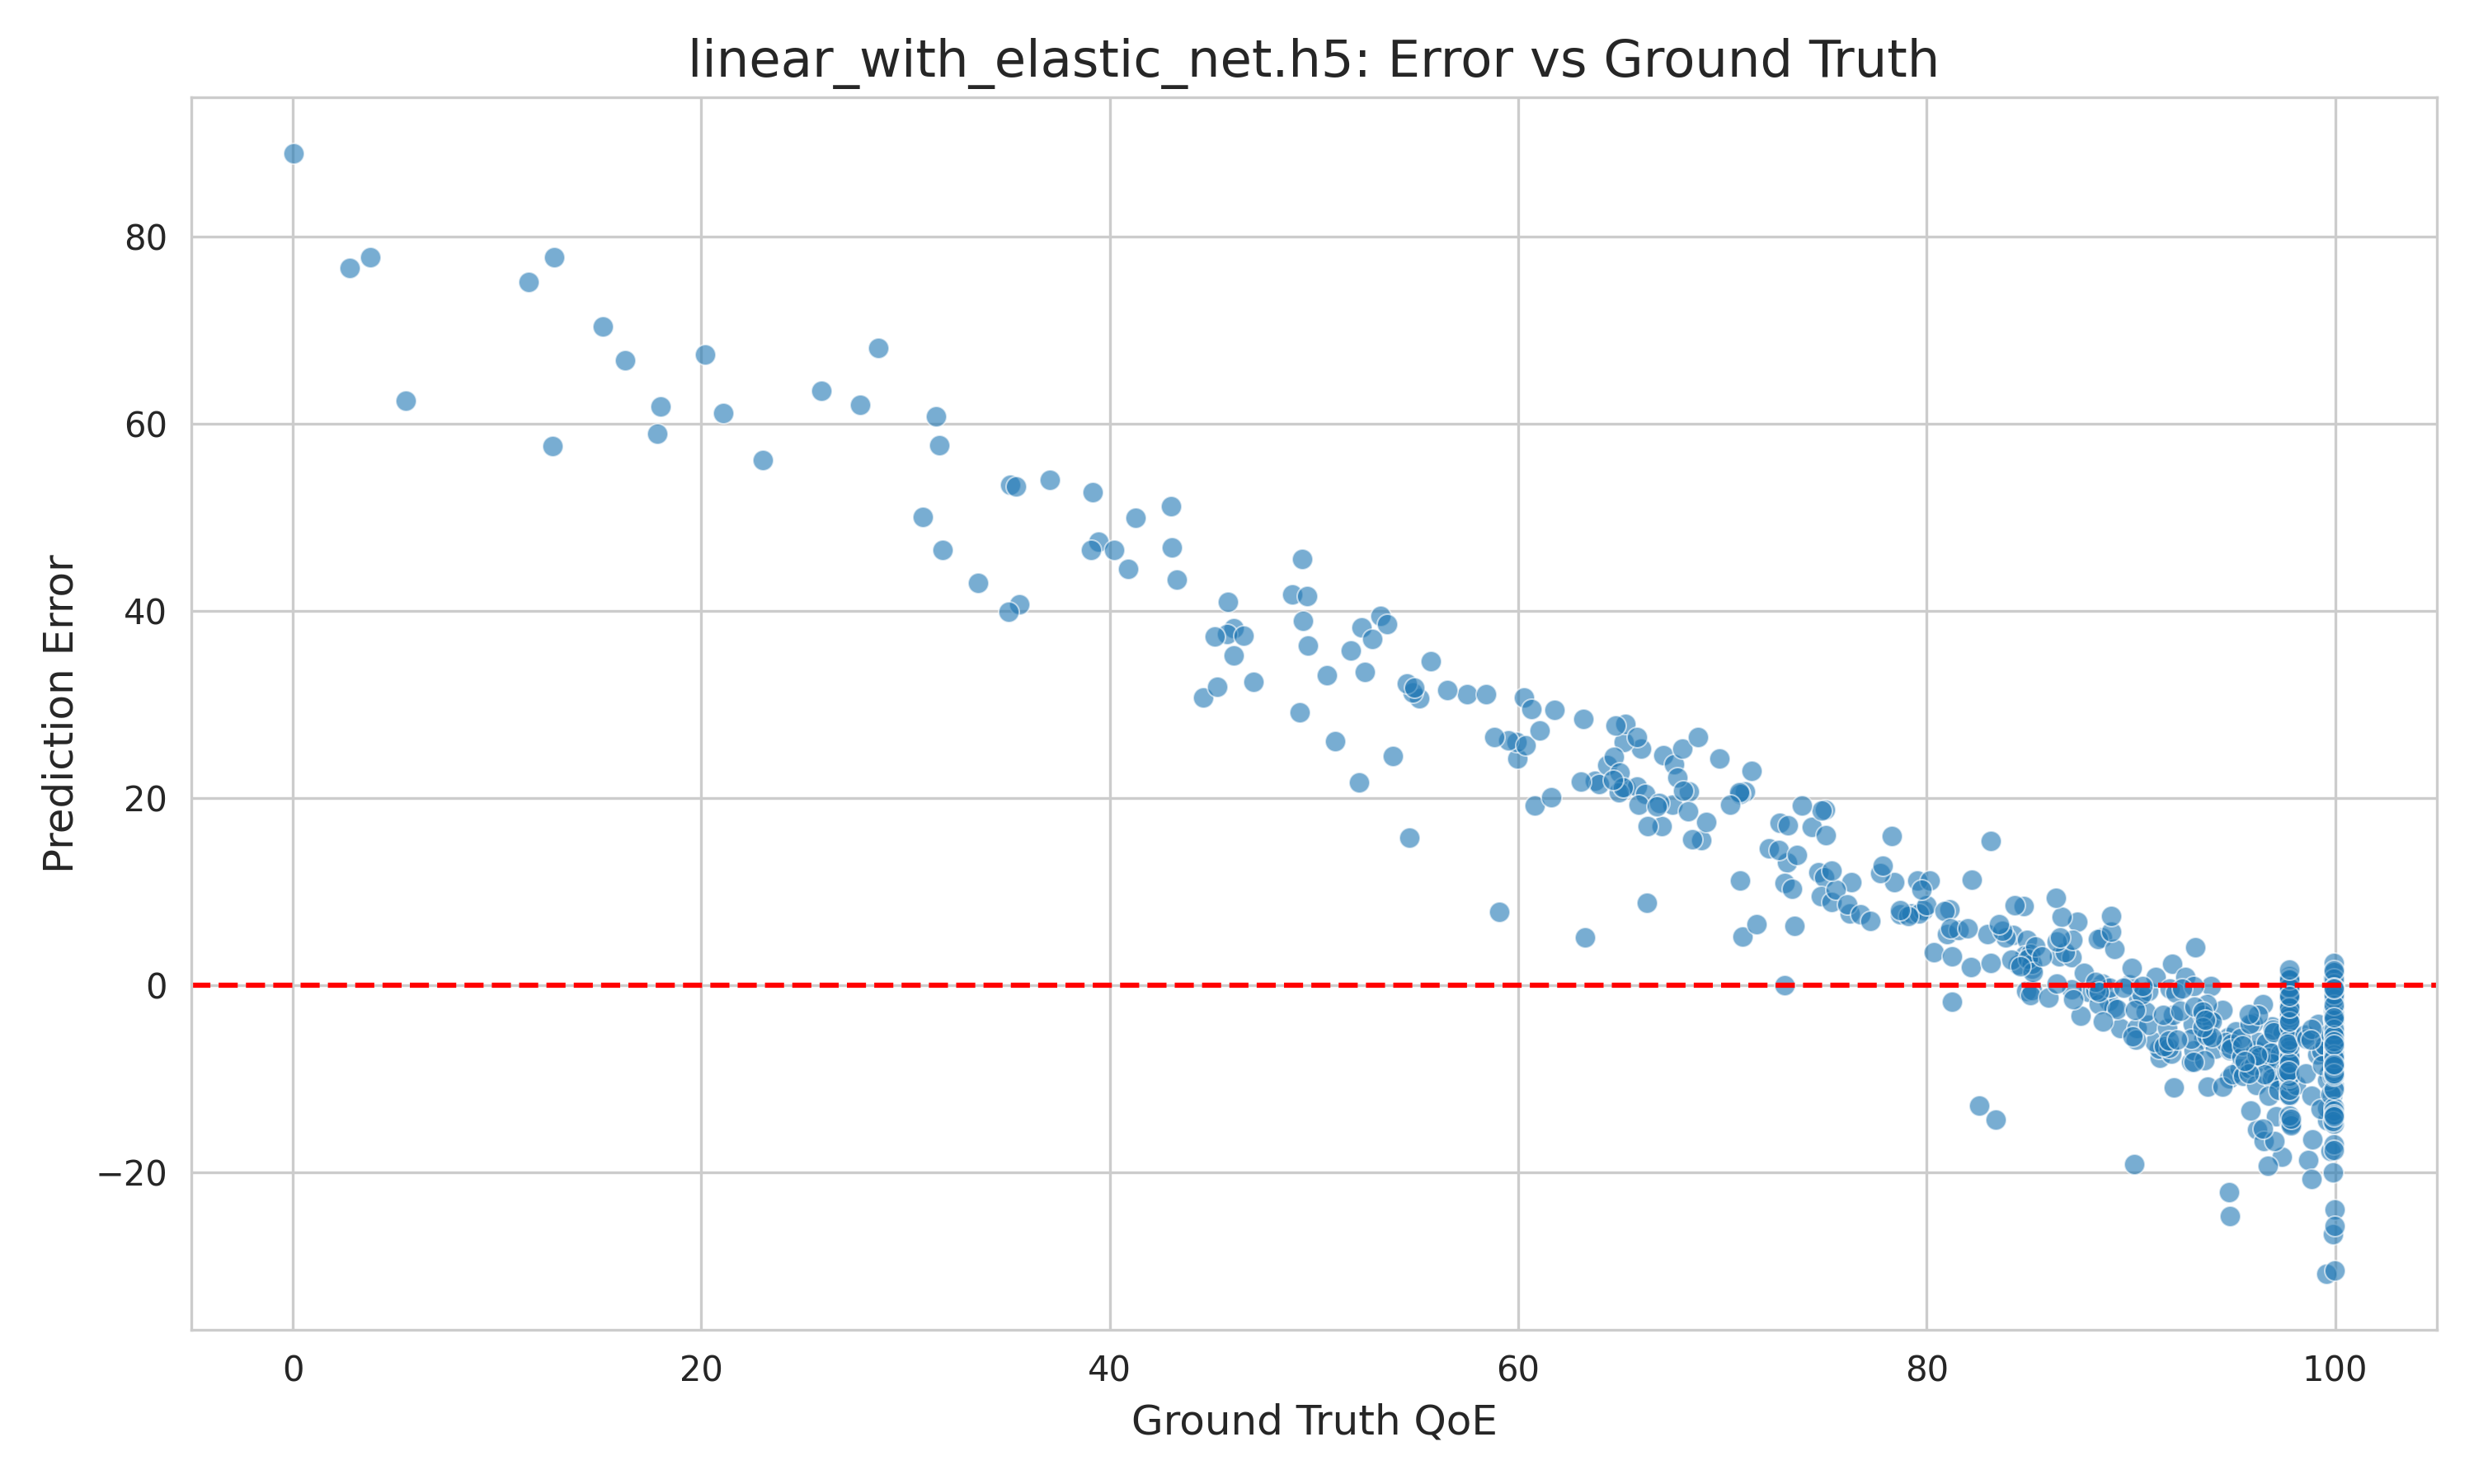 linear_with_elastic_net.h5: Error vs Ground Truth
Prediction Error
80
60
40
20
0
−20
0 20 40 60 80 100
Ground Truth QoE